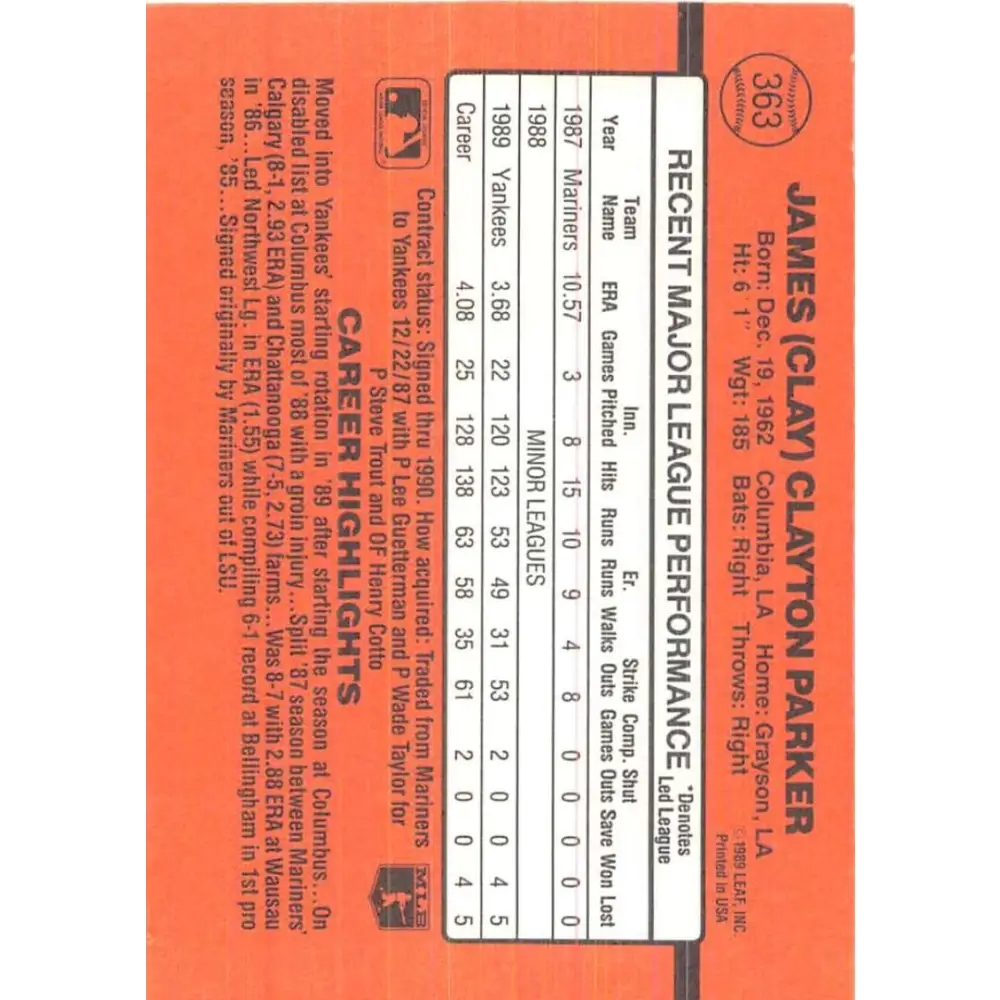 363
JAMES (CLAY) CLAYTON PARKER
Born: Dec. 19, 1962 Columbia, LA Home: Grayson, LA
Ht: 6'1" Wgt: 185 Bats: Right Throws: Right
© 1989 LEAF, INC.
Printed in USA
RECENT MAJOR LEAGUE PERFORMANCE *Denotes Led League
Team Inn. Er. Strike Comp. Shut
Year Name ERA Games Pitched Hits Runs Runs Walks Outs Games Outs Save Won Lost
1987 Mariners 10.57 3 8 15 10 9 4 8 0 0 0 0 0
1988 MINOR LEAGUES
1989 Yankees 3.68 22 120 123 53 49 31 53 2 0 0 4 5
Career 4.08 25 128 138 63 58 35 61 2 0 0 4 5
Contract status: Signed thru 1990. How acquired: Traded from Mariners
to Yankees 12/22/87 with P Lee Guetterman and P Wade Taylor for
P Steve Trout and OF Henry Cotto
MLB
CAREER HIGHLIGHTS
Moved into Yankees' starting rotation in '89 after starting the season at Columbus...On
disabled list at Columbus most of '88 with a groin injury...Split '87 season between Mariners'
Calgary (8-1, 2.93 ERA) and Chattanooga (7-5, 2.73) farms...Was 8-7 with 2.88 ERA at Wausau
in '86...Led Northwest Lg. in ERA (1.55) while compiling 6-1 record at Bellingham in 1st pro
season, '85...Signed originally by Mariners out of LSU.